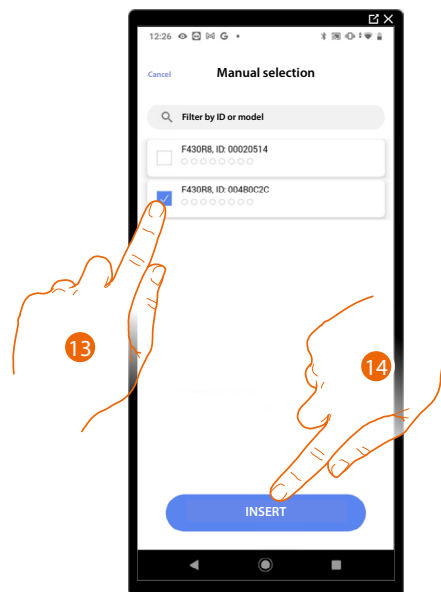 12:26 G
Cancel
Manual selection
Filter by ID or model
F430R8, ID: 00020514
F430R8, ID: 004B0C2C
13
14
INSERT